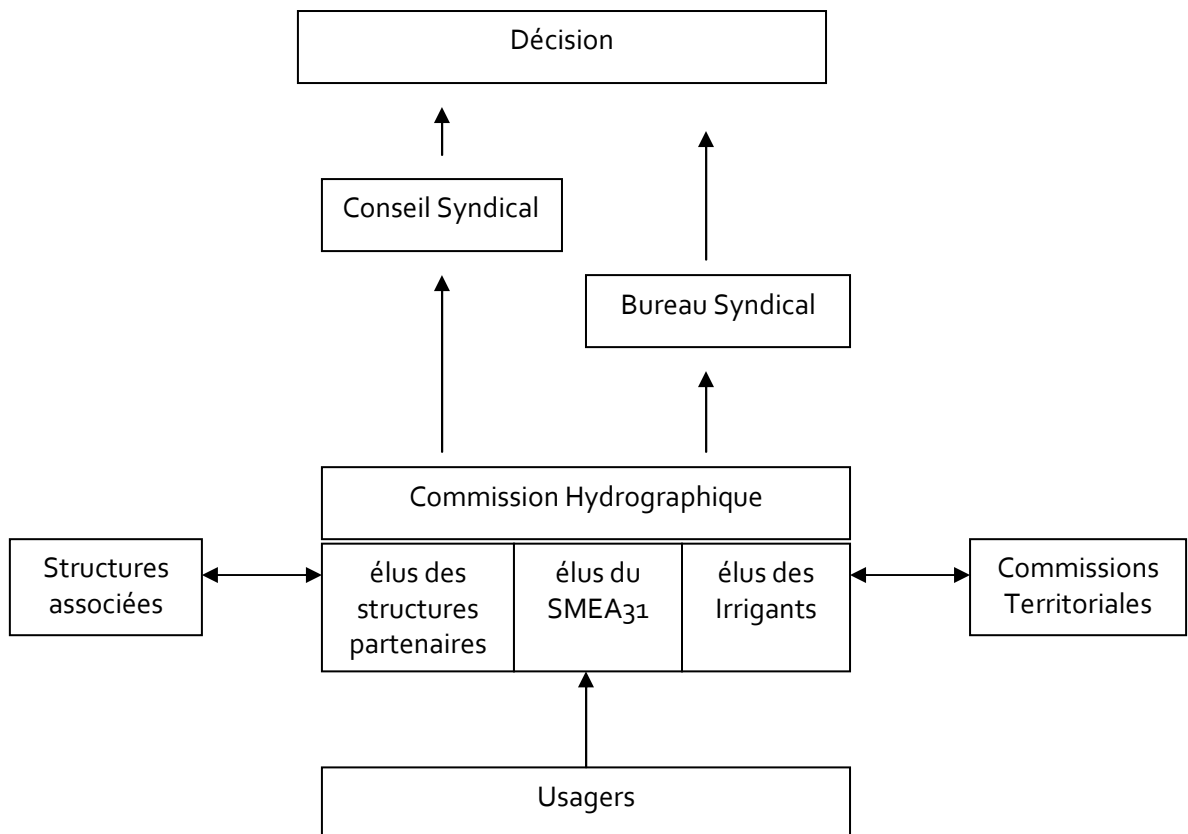 Décision
Conseil Syndical
Bureau Syndical
Commission Hydrographique
Structures
associées
élus des
structures
partenaires
élus du
SMEA31
élus des
Irrigants
Commissions
Territoriales
Usagers